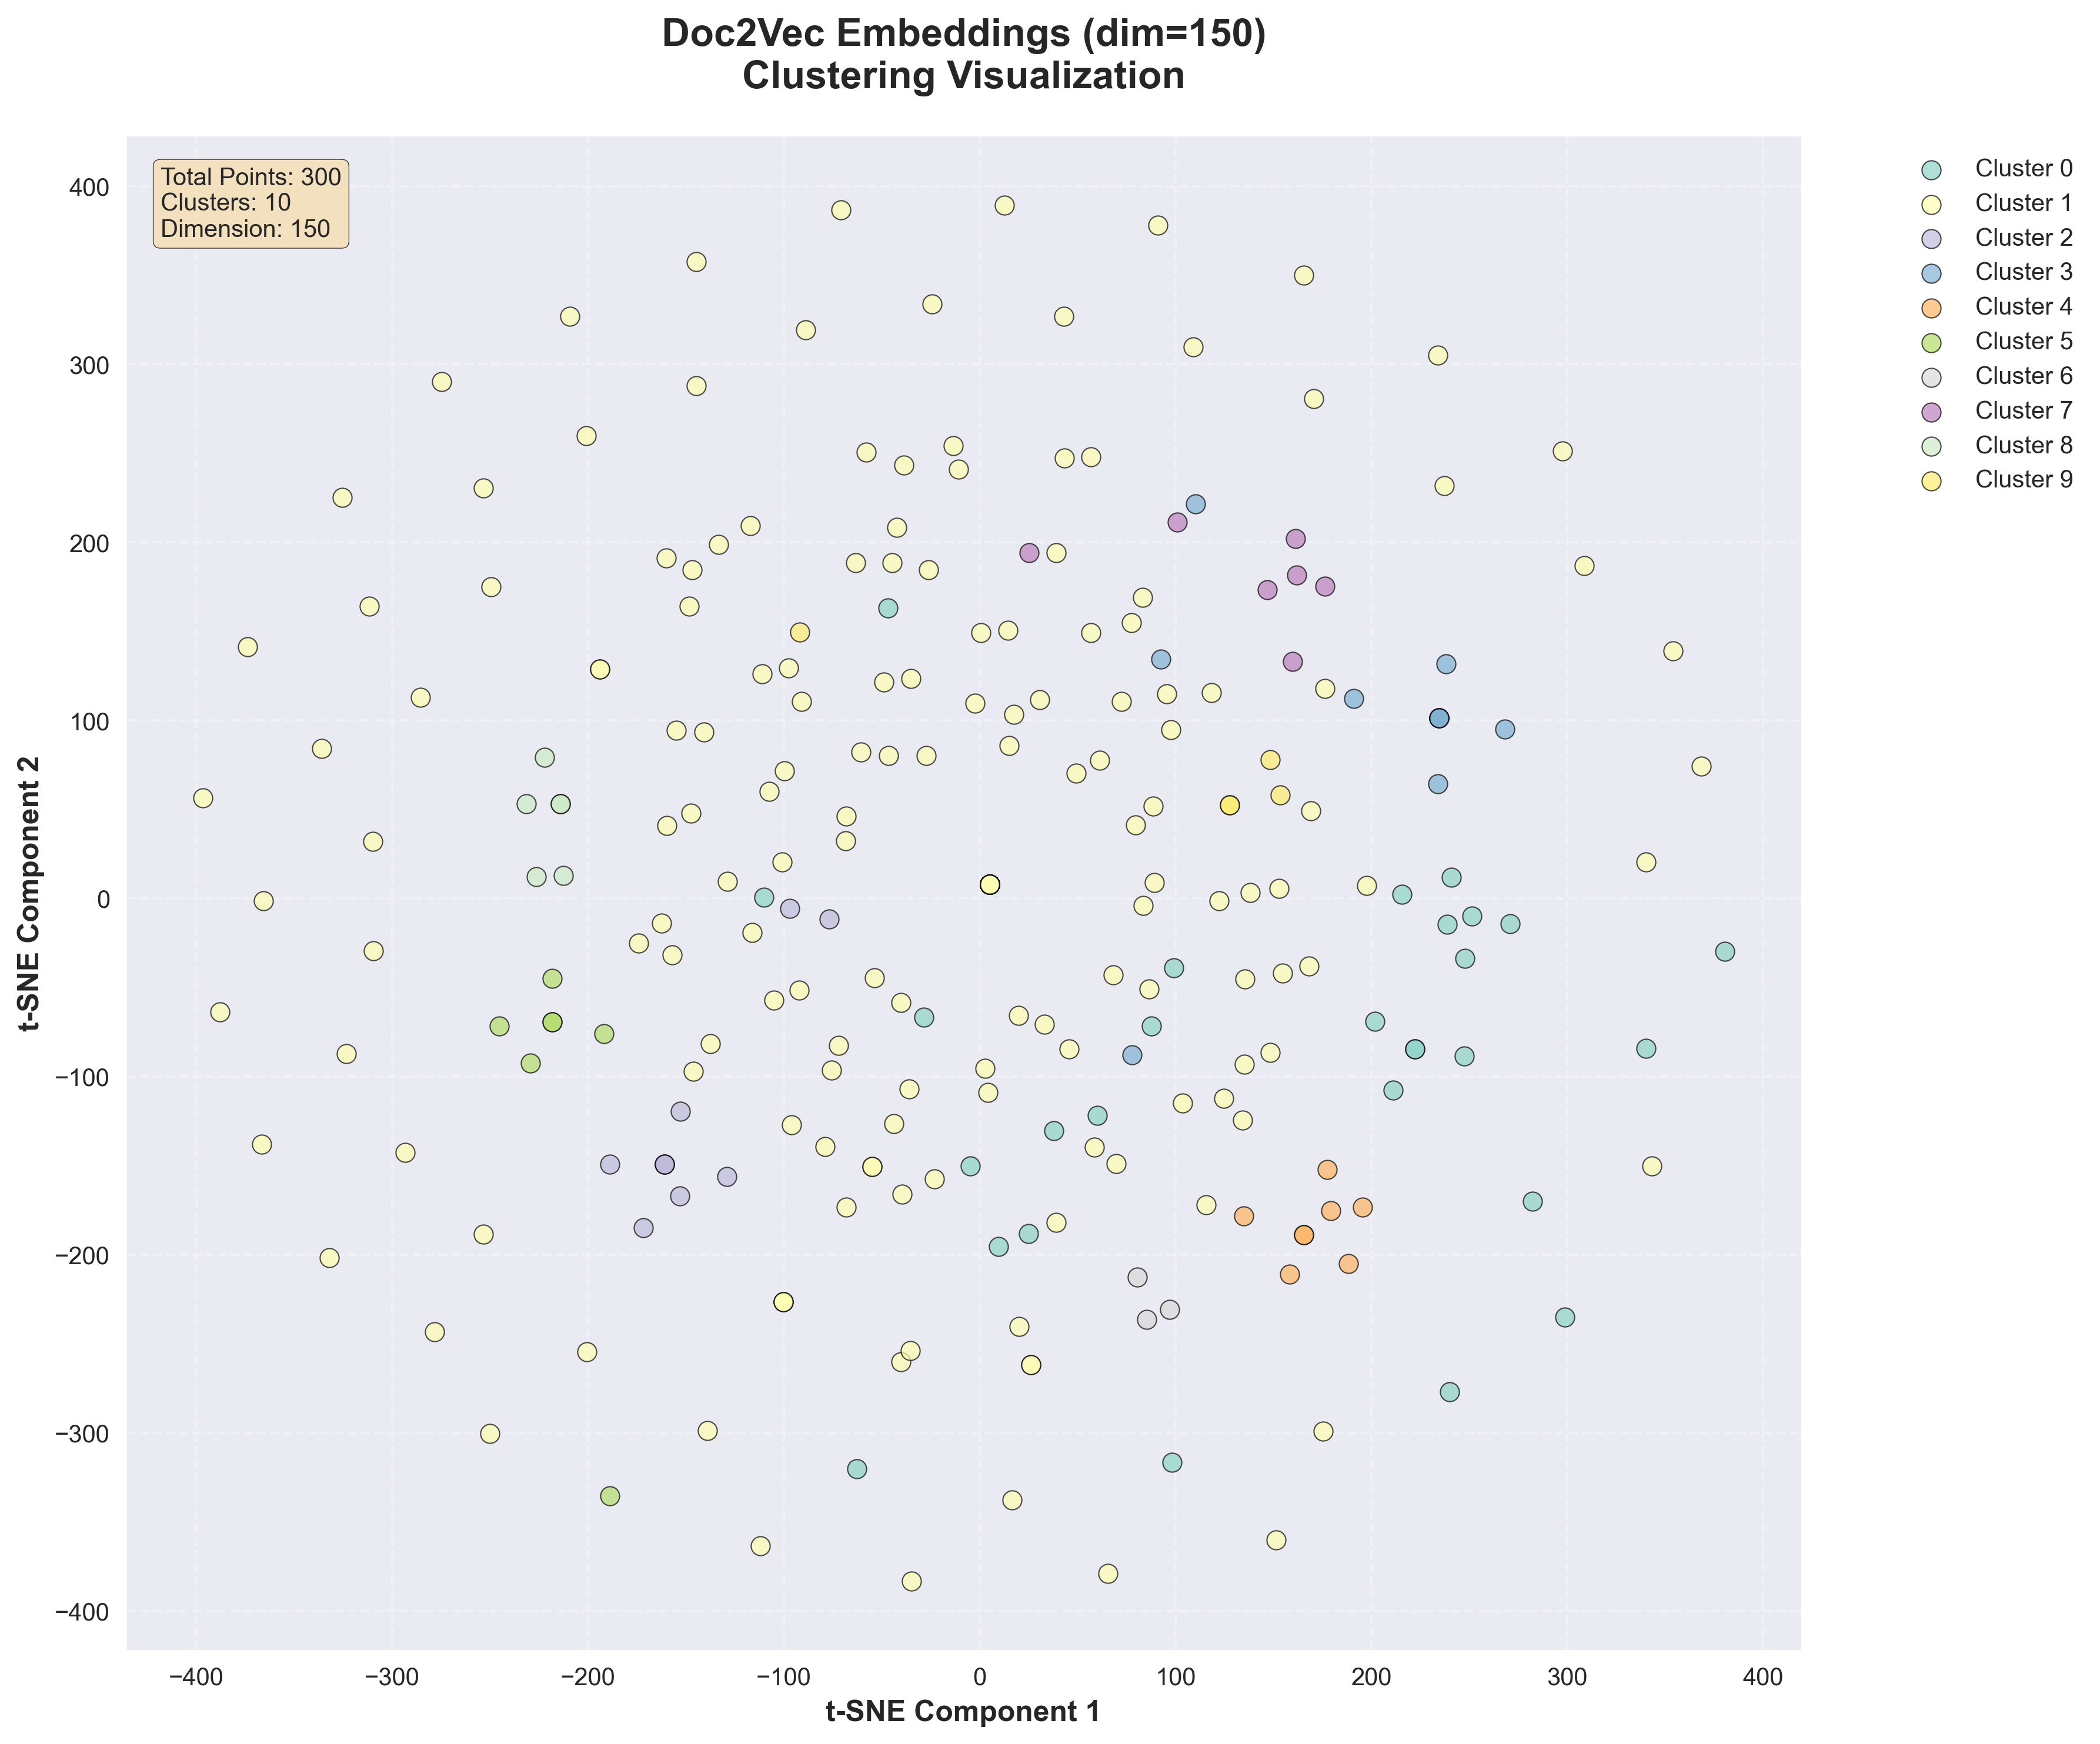 Doc2Vec Embeddings (dim=150)
Clustering Visualization
Total Points: 300
Clusters: 10
Dimension: 150
Cluster 0
Cluster 1
Cluster 2
Cluster 3
Cluster 4
Cluster 5
Cluster 6
Cluster 7
Cluster 8
Cluster 9
t-SNE Component 2
400
300
200
100
0
−100
−200
−300
−400
−400
−300
−200
−100
0
100
200
300
400
t-SNE Component 1